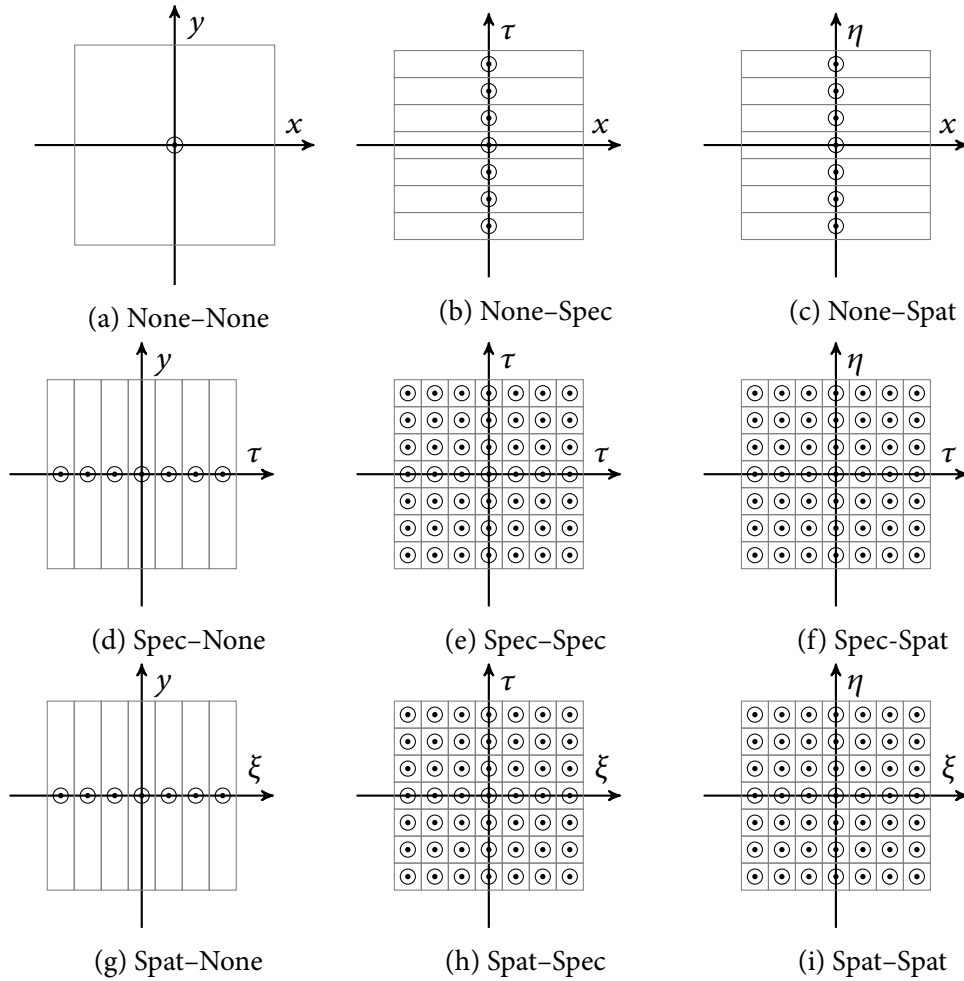 y
x
(a) None–None
τ
x
(b) None–Spec
η
x
(c) None–Spat
y
τ
(d) Spec–None
τ
τ
(e) Spec–Spec
η
τ
(f) Spec-Spat
y
ξ
(g) Spat–None
τ
ξ
(h) Spat–Spec
η
ξ
(i) Spat–Spat